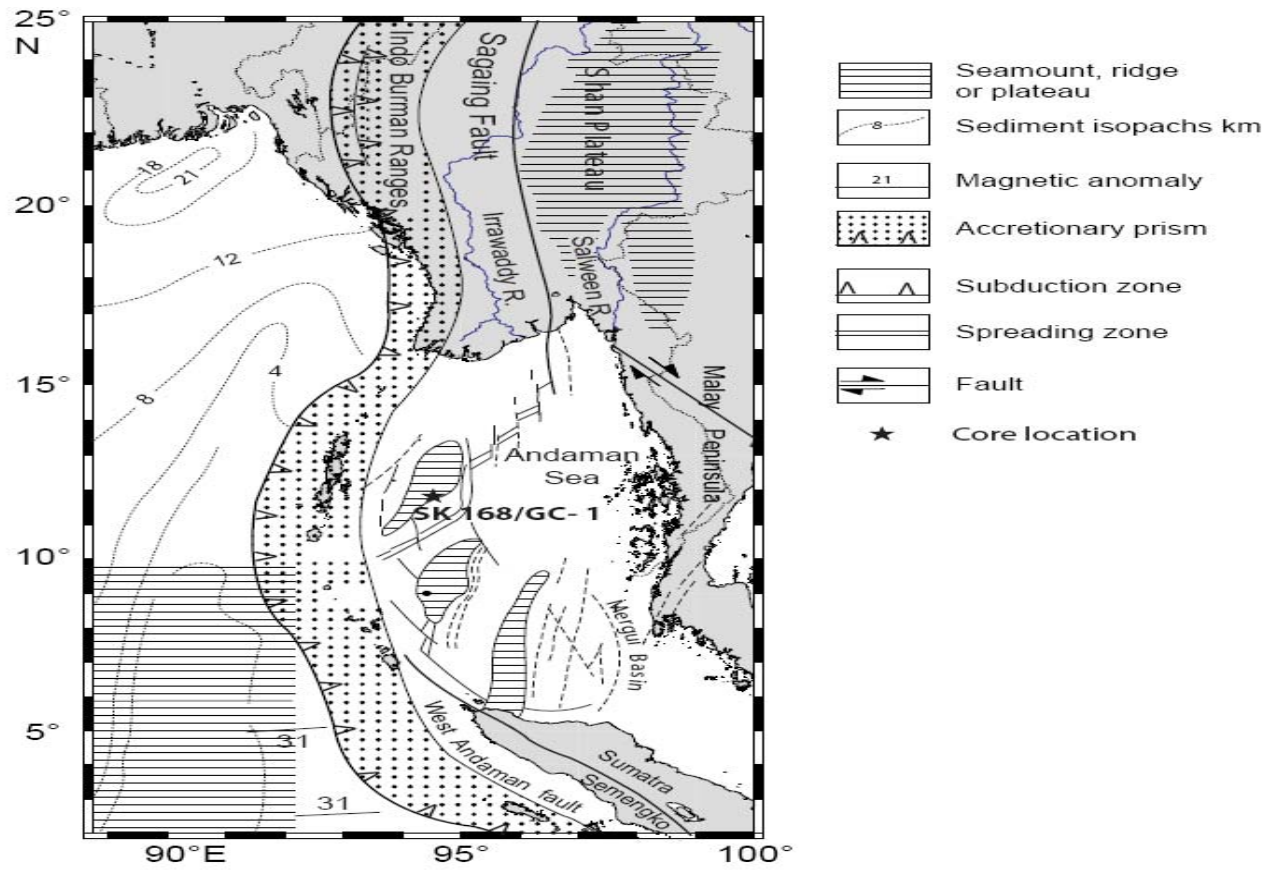 25°
N
20°
15°
10°
5°
90°E
95°
100°
Indo Burman Ranges
Sagaing Fault
Shan Plateau
Irrawaddy R.
Salween R.
Malay Peninsula
18
21
12
8
4
Andaman
Sea
SK 168/GC- 1
Mergui Basin
31
31
West Andaman fault
Sumatra
Semengko
Seamount, ridge
or plateau
8
Sediment isopachs km
21
Magnetic anomaly
Accretionary prism
Subduction zone
Spreading zone
Fault
Core location